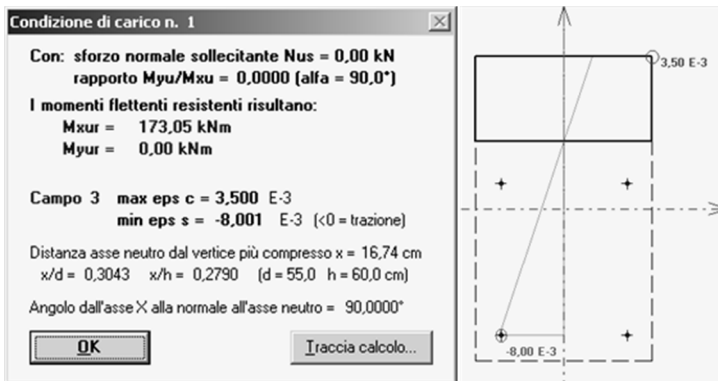 Condizione di carico n. 1
Con: sforzo normale sollecitante Nus = 0,00 kN
rapporto Myu/Mxu = 0,0000 (alfa = 90,0°)
I momenti flettenti resistenti risultano:
Mxur = 173,05 kNm
Myur = 0,00 kNm
Campo 3 max eps c = 3,500 E-3
min eps s = -8,001 E-3 (<0 = trazione)
Distanza asse neutro dal vertice più compresso x = 16,74 cm
x/d = 0,3043 x/h = 0,2790 (d = 55,0 h = 60,0 cm)
Angolo dall'asse X alla normale all'asse neutro = 90,0000°
OK
Traccia calcolo...
3,50 E-3
-8,00 E-3